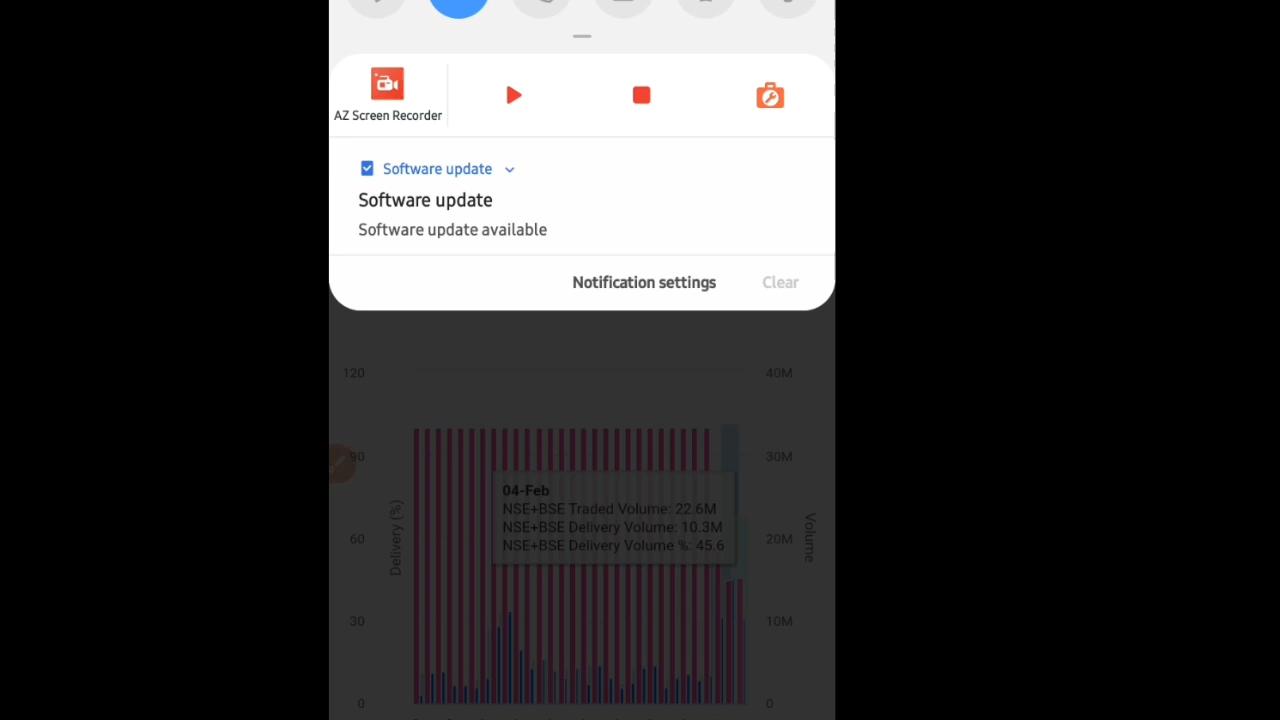 AZ Screen Recorder
Software update
Software update
Software update available
Notification settings
Clear
120
40M
90
30M
04-Feb
NSE+BSE Traded Volume: 22.6M
NSE+BSE Delivery Volume: 10.3M
NSE+BSE Delivery Volume %: 45.6
Delivery (%)
Volume
60
20M
30
10M
0
0